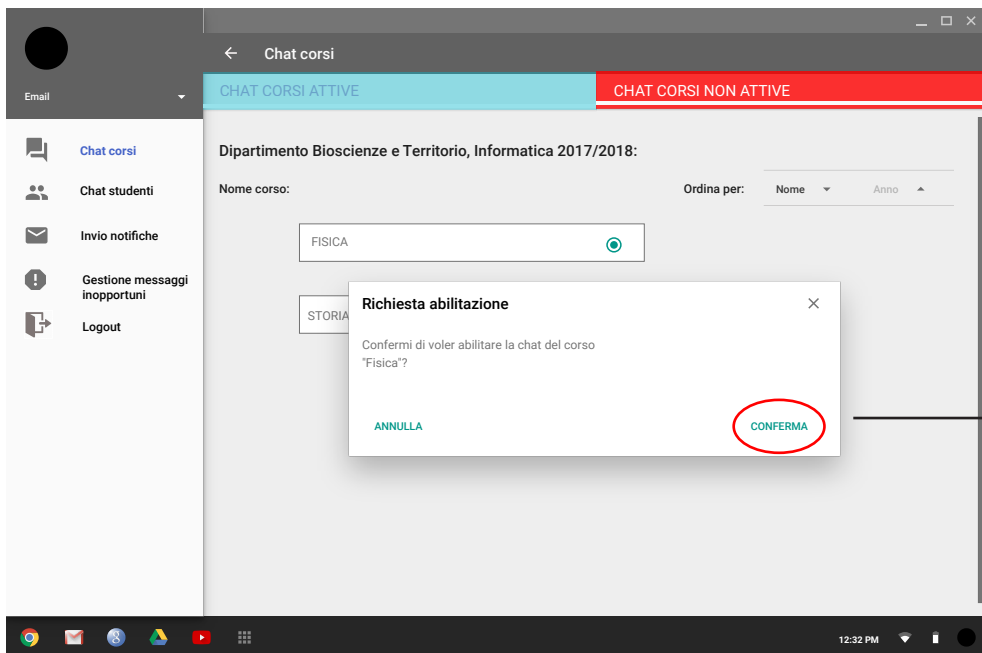 Chat corsi
Email
CHAT CORSI ATTIVE
CHAT CORSI NON ATTIVE
Chat corsi
Chat studenti
Invio notifiche
Gestione messaggi
inopportuni
Logout
Dipartimento Bioscienze e Territorio, Informatica 2017/2018:
Nome corso:
Ordina per:
Nome
Anno
FISICA
STORIA
Richiesta abilitazione
Confermi di voler abilitare la chat del corso
"Fisica"?
ANNULLA
CONFERMA
8
12:32 PM